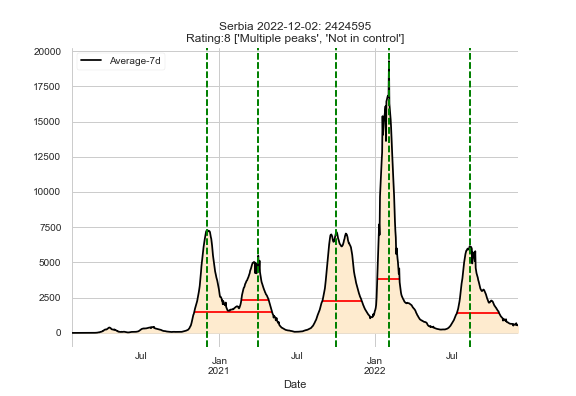 Serbia 2022-12-02: 2424595
Rating:8 ['Multiple peaks', 'Not in control']
20000
17500
15000
12500
10000
7500
5000
2500
0
Average-7d
Jul
Jan
2021
Jul
Jan
2022
Jul
Date